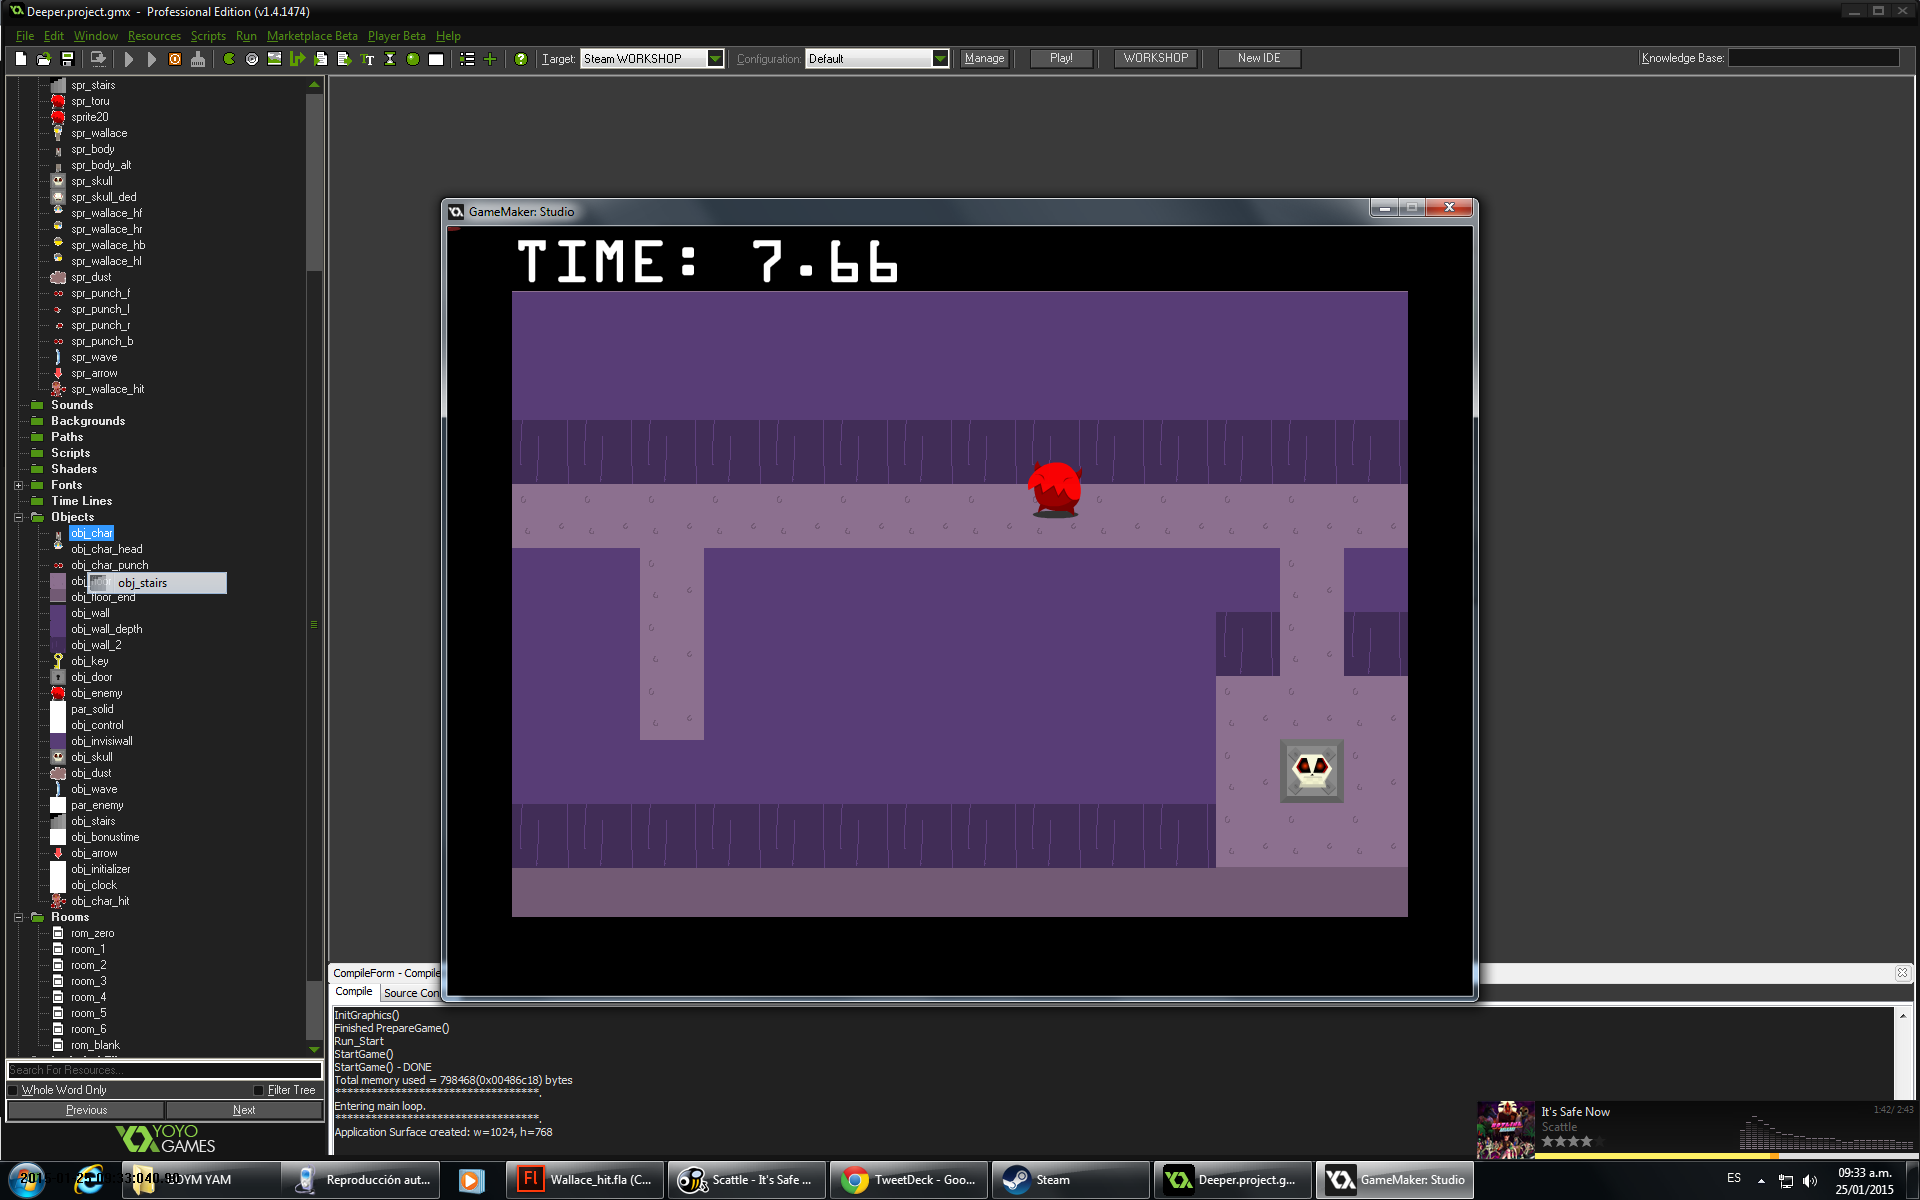 Deeper.project.gmx - Professional Edition (v1.4.1474)
File Edit Window Resources Scripts Run Marketplace Beta Player Beta Help
Target: Steam WORKSHOP Configuration: Default Manage Play! WORKSHOP New IDE Knowledge Base:
spr_stairs
spr_toru
sprite20
spr_wallace
spr_body
spr_body_alt
spr_skull
spr_skull_ded
spr_wallace_hf
spr_wallace_hr
spr_wallace_hb
spr_wallace_hl
spr_dust
spr_punch_f
spr_punch_l
spr_punch_r
spr_punch_b
spr_wave
spr_arrow
spr_wallace_hit
Sounds
Backgrounds
Paths
Scripts
Shaders
Fonts
Time Lines
Objects
obj_char
obj_char_head
obj_char_punch
obj_stairs
obj_floor_end
obj_wall
obj_wall_depth
obj_wall_2
obj_key
obj_door
obj_enemy
par_solid
obj_control
obj_invisiwall
obj_skull
obj_dust
obj_wave
par_enemy
obj_stairs
obj_bonustime
obj_arrow
obj_initializer
obj_clock
obj_char_hit
Rooms
rom_zero
room_1
room_2
room_3
room_4
room_5
room_6
rom_blank
Search For Resources...
Whole Word Only Filter Tree
Previous Next
YOYO
GAMES
GameMaker: Studio
TIME: 7.66
CompileForm - Compile
Compile Source Con
InitGraphics()
Finished PrepareGame()
Run_Start
StartGame()
StartGame() - DONE
Total memory used = 798468(0x00486c18) bytes
**********************************.
Entering main loop.
**********************************.
Application Surface created: w=1024, h=768
It's Safe Now 1:42/ 2:43
Scattle
YAM
Reproducción aut...
Wallace_hit.fla (C...
Scattle - It's Safe ...
TweetDeck - Goo...
Steam
Deeper.project.g...
GameMaker: Studio
ES
09:33 a.m.
25/01/2015